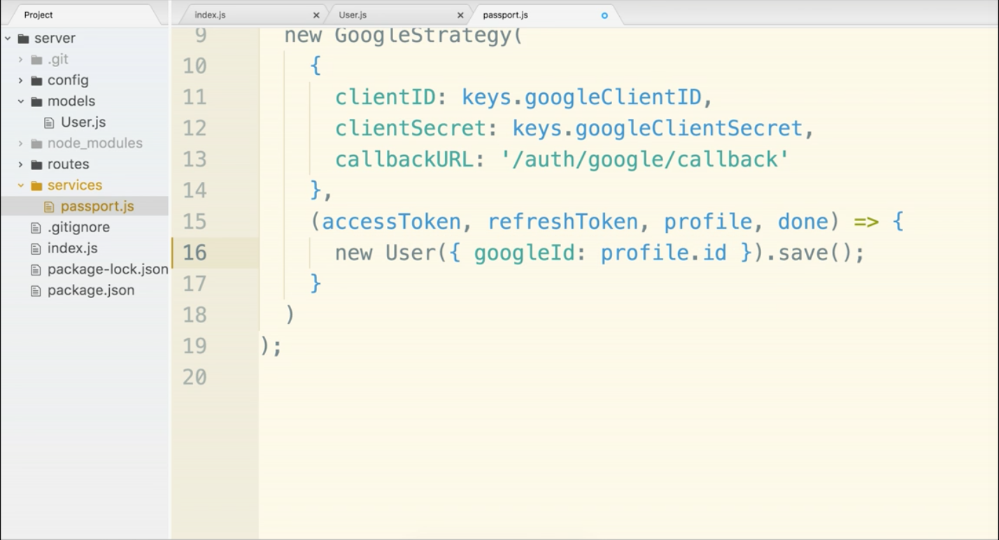 Project
index.js
User.js
passport.js
server
.git
config
models
User.js
node_modules
routes
services
passport.js
.gitignore
index.js
package-lock.json
package.json
9 new GoogleStrategy(
10 {
11 clientID: keys.googleClientID,
12 clientSecret: keys.googleClientSecret,
13 callbackURL: '/auth/google/callback'
14 },
15 (accessToken, refreshToken, profile, done) => {
16 new User({ googleId: profile.id }).save();
17 }
18 )
19 );
20